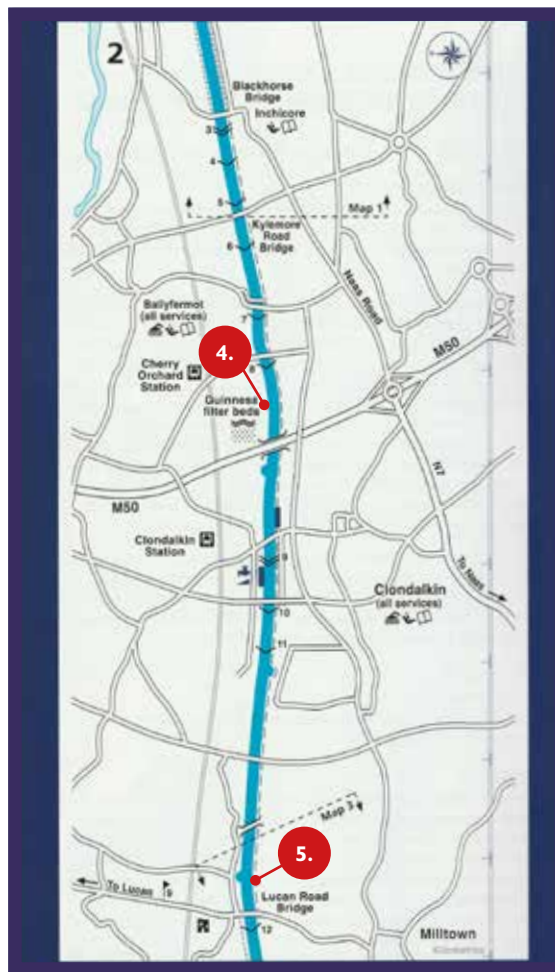 2
Blackhorse
Bridge
Inchicore
3
4
5
Map 1
Kylemore
Road
Bridge
6
Naas Road
Ballyfermot
(all services)
7
M50
4.
Cherry
Orchard
Station
8
Guinness
filter beds
N7
M50
Clondalkin
Station
9
To Naas
Clondalkin
(all services)
10
11
Map 3
5.
To Lucan
9
Lucan Road
Bridge
12
Milltown